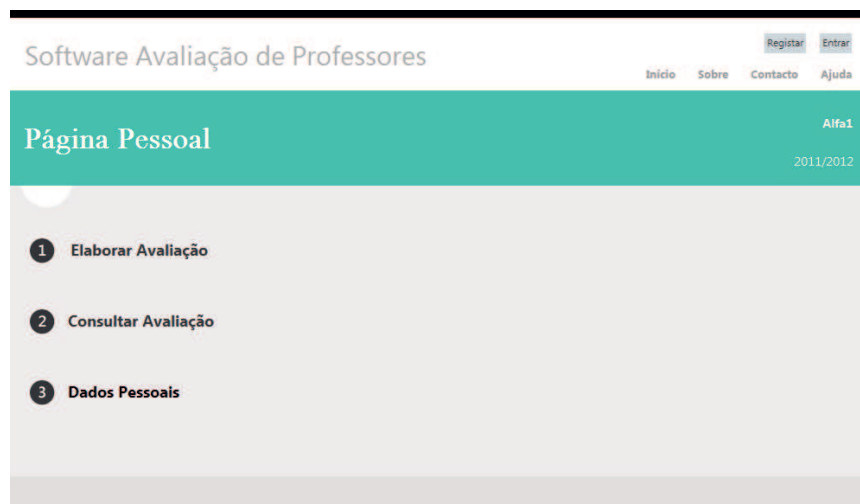 Software Avaliação de Professores
Registar Entrar
Início Sobre Contacto Ajuda
Página Pessoal
Alfa1
2011/2012
1 Elaborar Avaliação
2 Consultar Avaliação
3 Dados Pessoais